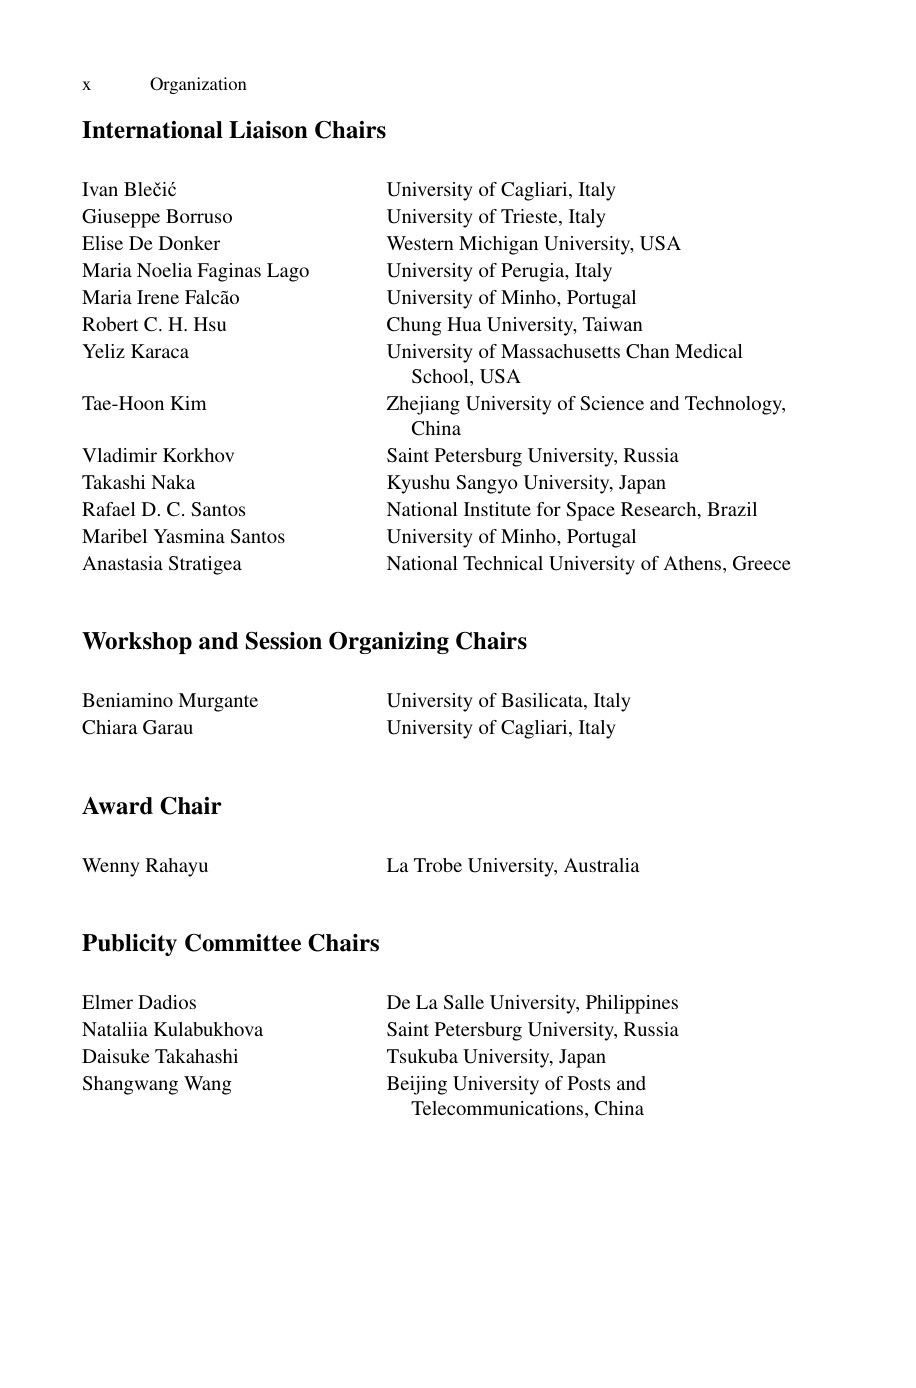 x Organization
International Liaison Chairs
Ivan Blečić University of Cagliari, Italy
Giuseppe Borruso University of Trieste, Italy
Elise De Donker Western Michigan University, USA
Maria Noelia Faginas Lago University of Perugia, Italy
Maria Irene Falcão University of Minho, Portugal
Robert C. H. Hsu Chung Hua University, Taiwan
Yeliz Karaca University of Massachusetts Chan Medical
School, USA
Tae-Hoon Kim Zhejiang University of Science and Technology,
China
Vladimir Korkhov Saint Petersburg University, Russia
Takashi Naka Kyushu Sangyo University, Japan
Rafael D. C. Santos National Institute for Space Research, Brazil
Maribel Yasmina Santos University of Minho, Portugal
Anastasia Stratigea National Technical University of Athens, Greece
Workshop and Session Organizing Chairs
Beniamino Murgante University of Basilicata, Italy
Chiara Garau University of Cagliari, Italy
Award Chair
Wenny Rahayu La Trobe University, Australia
Publicity Committee Chairs
Elmer Dadios De La Salle University, Philippines
Nataliia Kulabukhova Saint Petersburg University, Russia
Daisuke Takahashi Tsukuba University, Japan
Shangwang Wang Beijing University of Posts and
Telecommunications, China